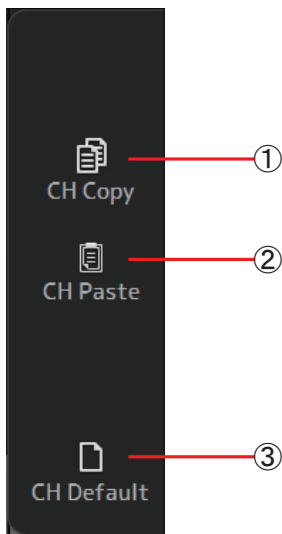 CH Copy
①
CH Paste
②
CH Default
③